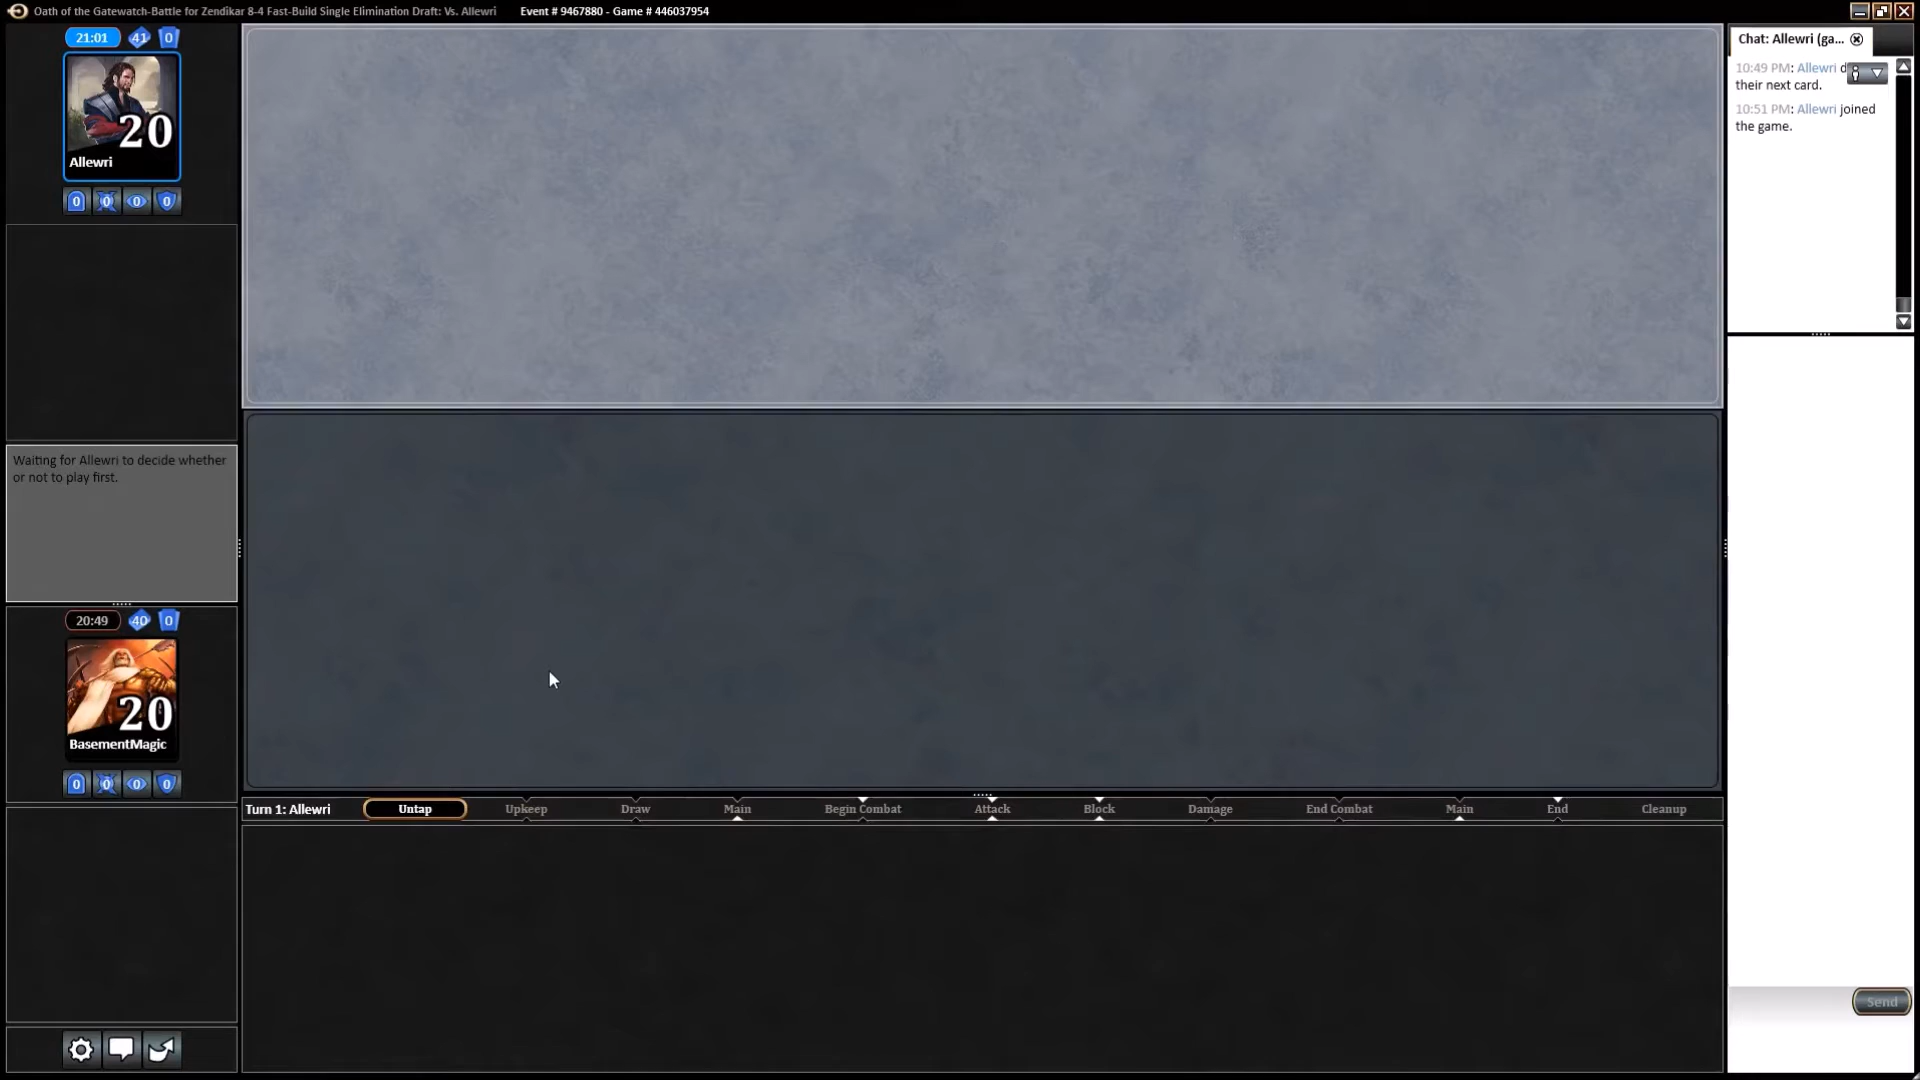 Oath of the Gatewatch-Battle for Zendikar 8-4 Fast-Build Single Elimination Draft: Vs. Allewri Event # 9467880 - Game # 446037954
21:01 41 0
20
Allewri
0 0 0 0
Waiting for Allewri to decide whether
or not to play first.
20:49 40 0
20
BasementMagic
0 0 0 0
Turn 1: Allewri Untap Upkeep Draw Main Begin Combat Attack Block Damage End Combat Main End Cleanup
Chat: Allewri (ga...
10:49 PM: Allewri d
their next card.
10:51 PM: Allewri joined
the game.
Send